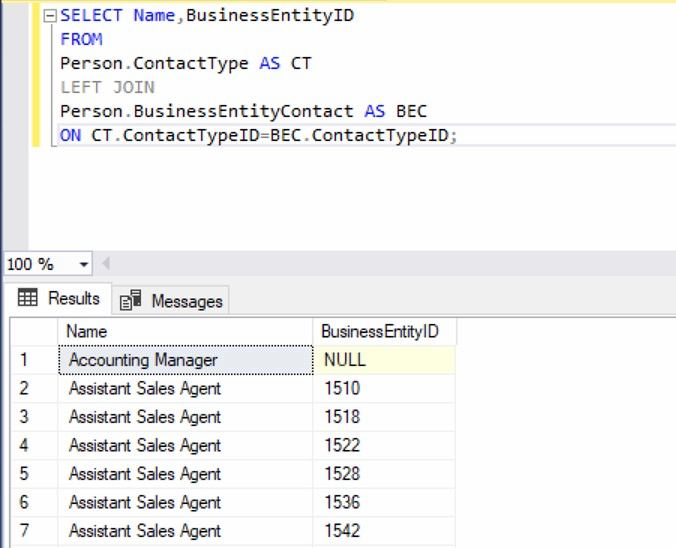 SELECT Name,BusinessEntityID
FROM
Person.ContactType AS CT
LEFT JOIN
Person.BusinessEntityContact AS BEC
ON CT.ContactTypeID=BEC.ContactTypeID;
100 %
Results Messages
Name BusinessEntityID
1 Accounting Manager NULL
2 Assistant Sales Agent 1510
3 Assistant Sales Agent 1518
4 Assistant Sales Agent 1522
5 Assistant Sales Agent 1528
6 Assistant Sales Agent 1536
7 Assistant Sales Agent 1542